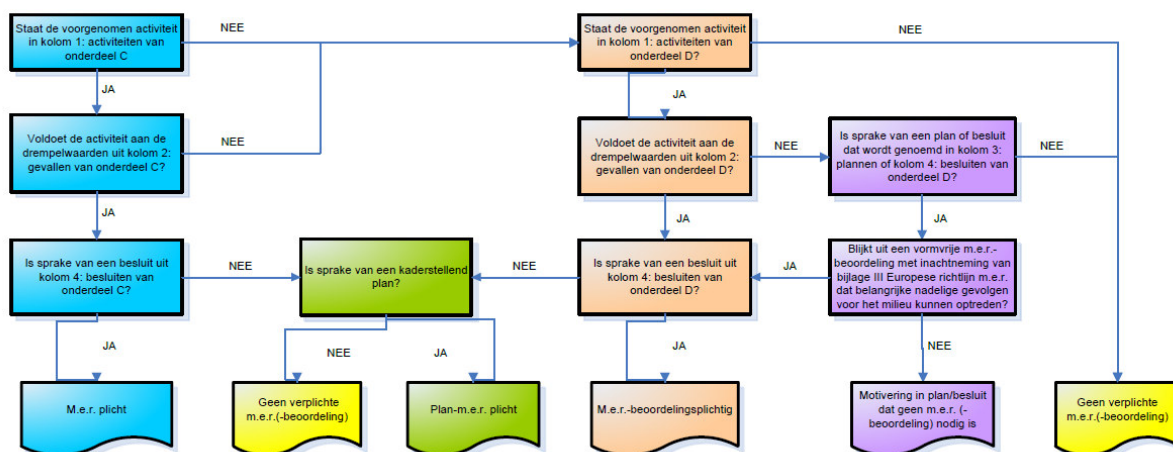 Staat de voorgenomen activiteit
in kolom 1: activiteiten van
onderdeel C
NEE
Staat de voorgenomen activiteit
in kolom 1: activiteiten van
onderdeel D?
NEE
JA
JA
Voldoet de activiteit aan de
drempelwaarden uit kolom 2:
gevallen van onderdeel C?
NEE
Voldoet de activiteit aan de
drempelwaarden uit kolom 2:
gevallen van onderdeel D?
NEE
Is sprake van een plan of besluit
dat wordt genoemd in kolom 3:
plannen of kolom 4: besluiten van
onderdeel D?
NEE
JA
JA
JA
Is sprake van een besluit uit
kolom 4: besluiten van
onderdeel C?
NEE
Is sprake van een kaderstellend
plan?
NEE
Is sprake van een besluit uit
kolom 4: besluiten van
onderdeel D?
JA
Blijkt uit een vormvrije m.e.r.-
beoordeling met inachtneming van
bijlage III Europese richtlijn m.e.r.
dat belangrijke nadelige gevolgen
voor het milieu kunnen optreden?
JA
NEE
JA
JA
NEE
M.e.r. plicht
Geen verplichte
m.e.r.(-beoordeling)
Plan-m.e.r. plicht
M.e.r.-beoordelingsplichtig
Motivering in plan/besluit
dat geen m.e.r. (-
beoordeling) nodig is
Geen verplichte
m.e.r.(-beoordeling)